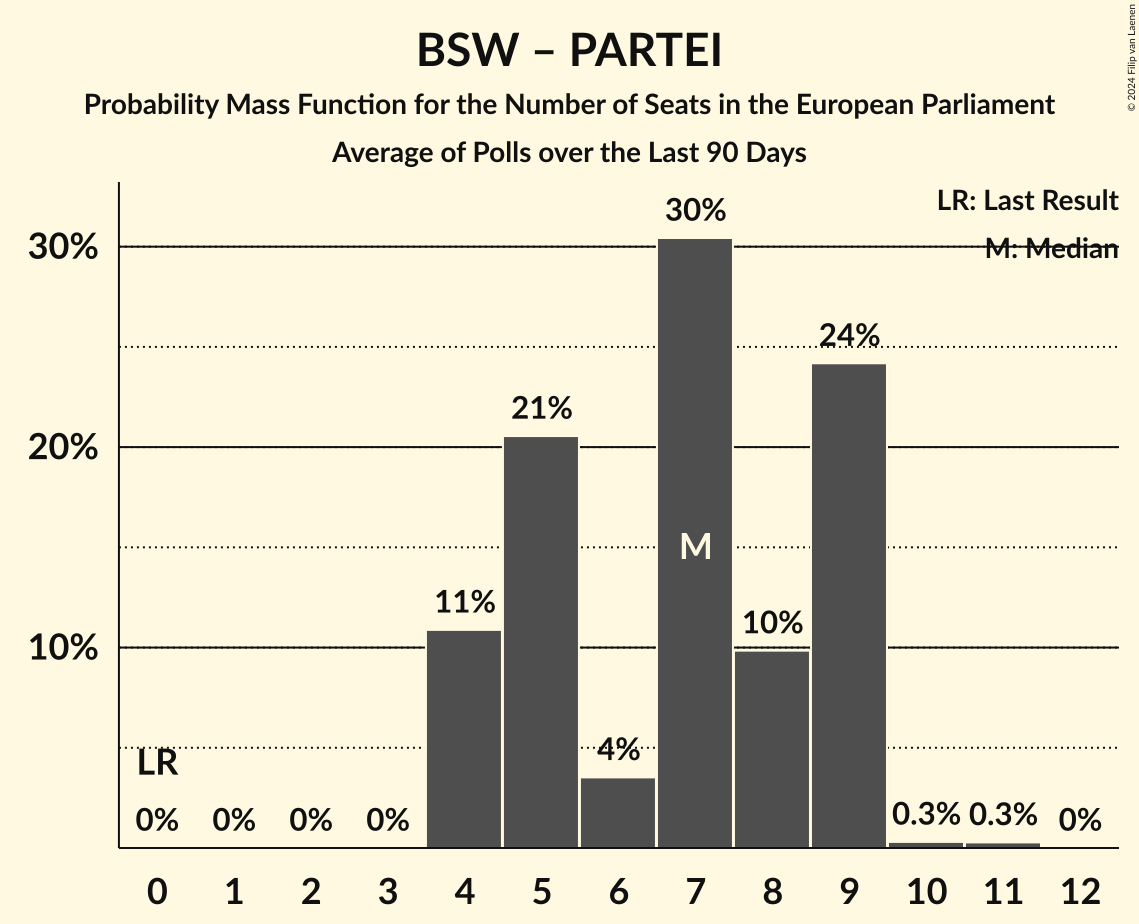 BSW – PARTEI
Probability Mass Function for the Number of Seats in the European Parliament
Average of Polls over the Last 90 Days
© 2024 Filip van Laenen
LR: Last Result
M: Median
30%
20%
10%
LR
0%
0%
0%
0%
11%
21%
4%
30%
M
10%
24%
0.3%
0.3%
0%
0 1 2 3 4 5 6 7 8 9 10 11 12